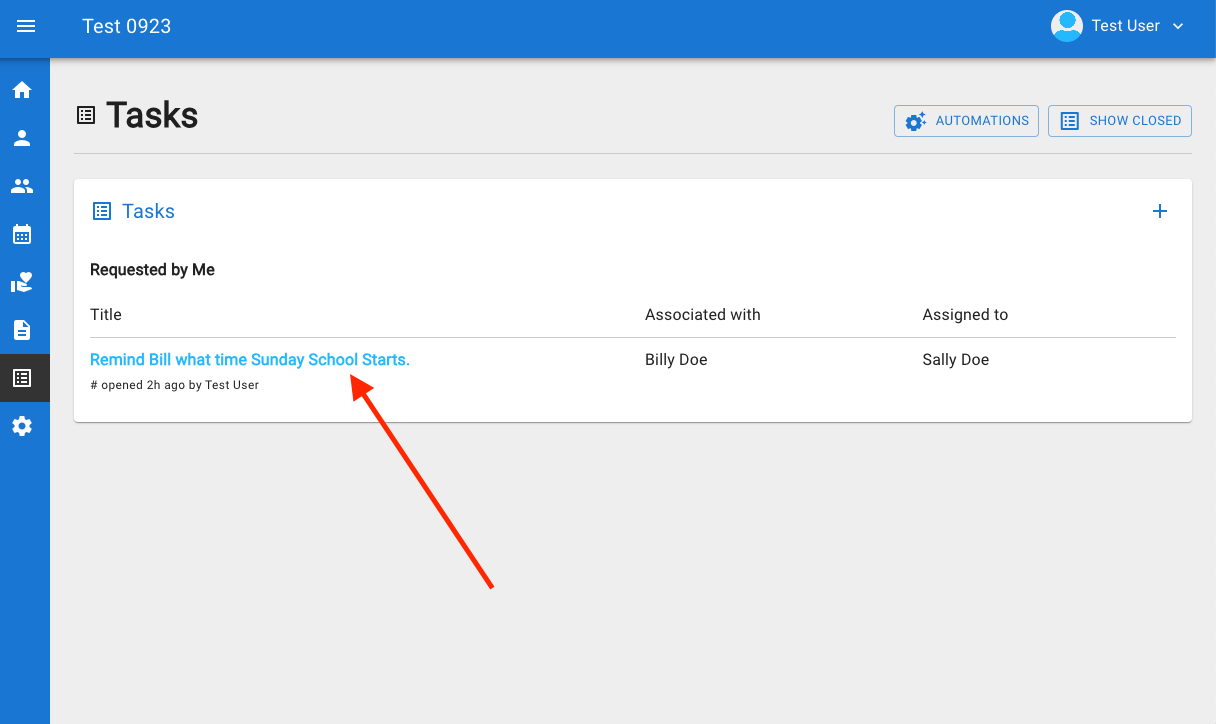 Test 0923
Test User
Tasks
AUTOMATIONS
SHOW CLOSED
Tasks
Requested by Me
Title Associated with Assigned to
Remind Bill what time Sunday School Starts. Billy Doe Sally Doe
# opened 2h ago by Test User